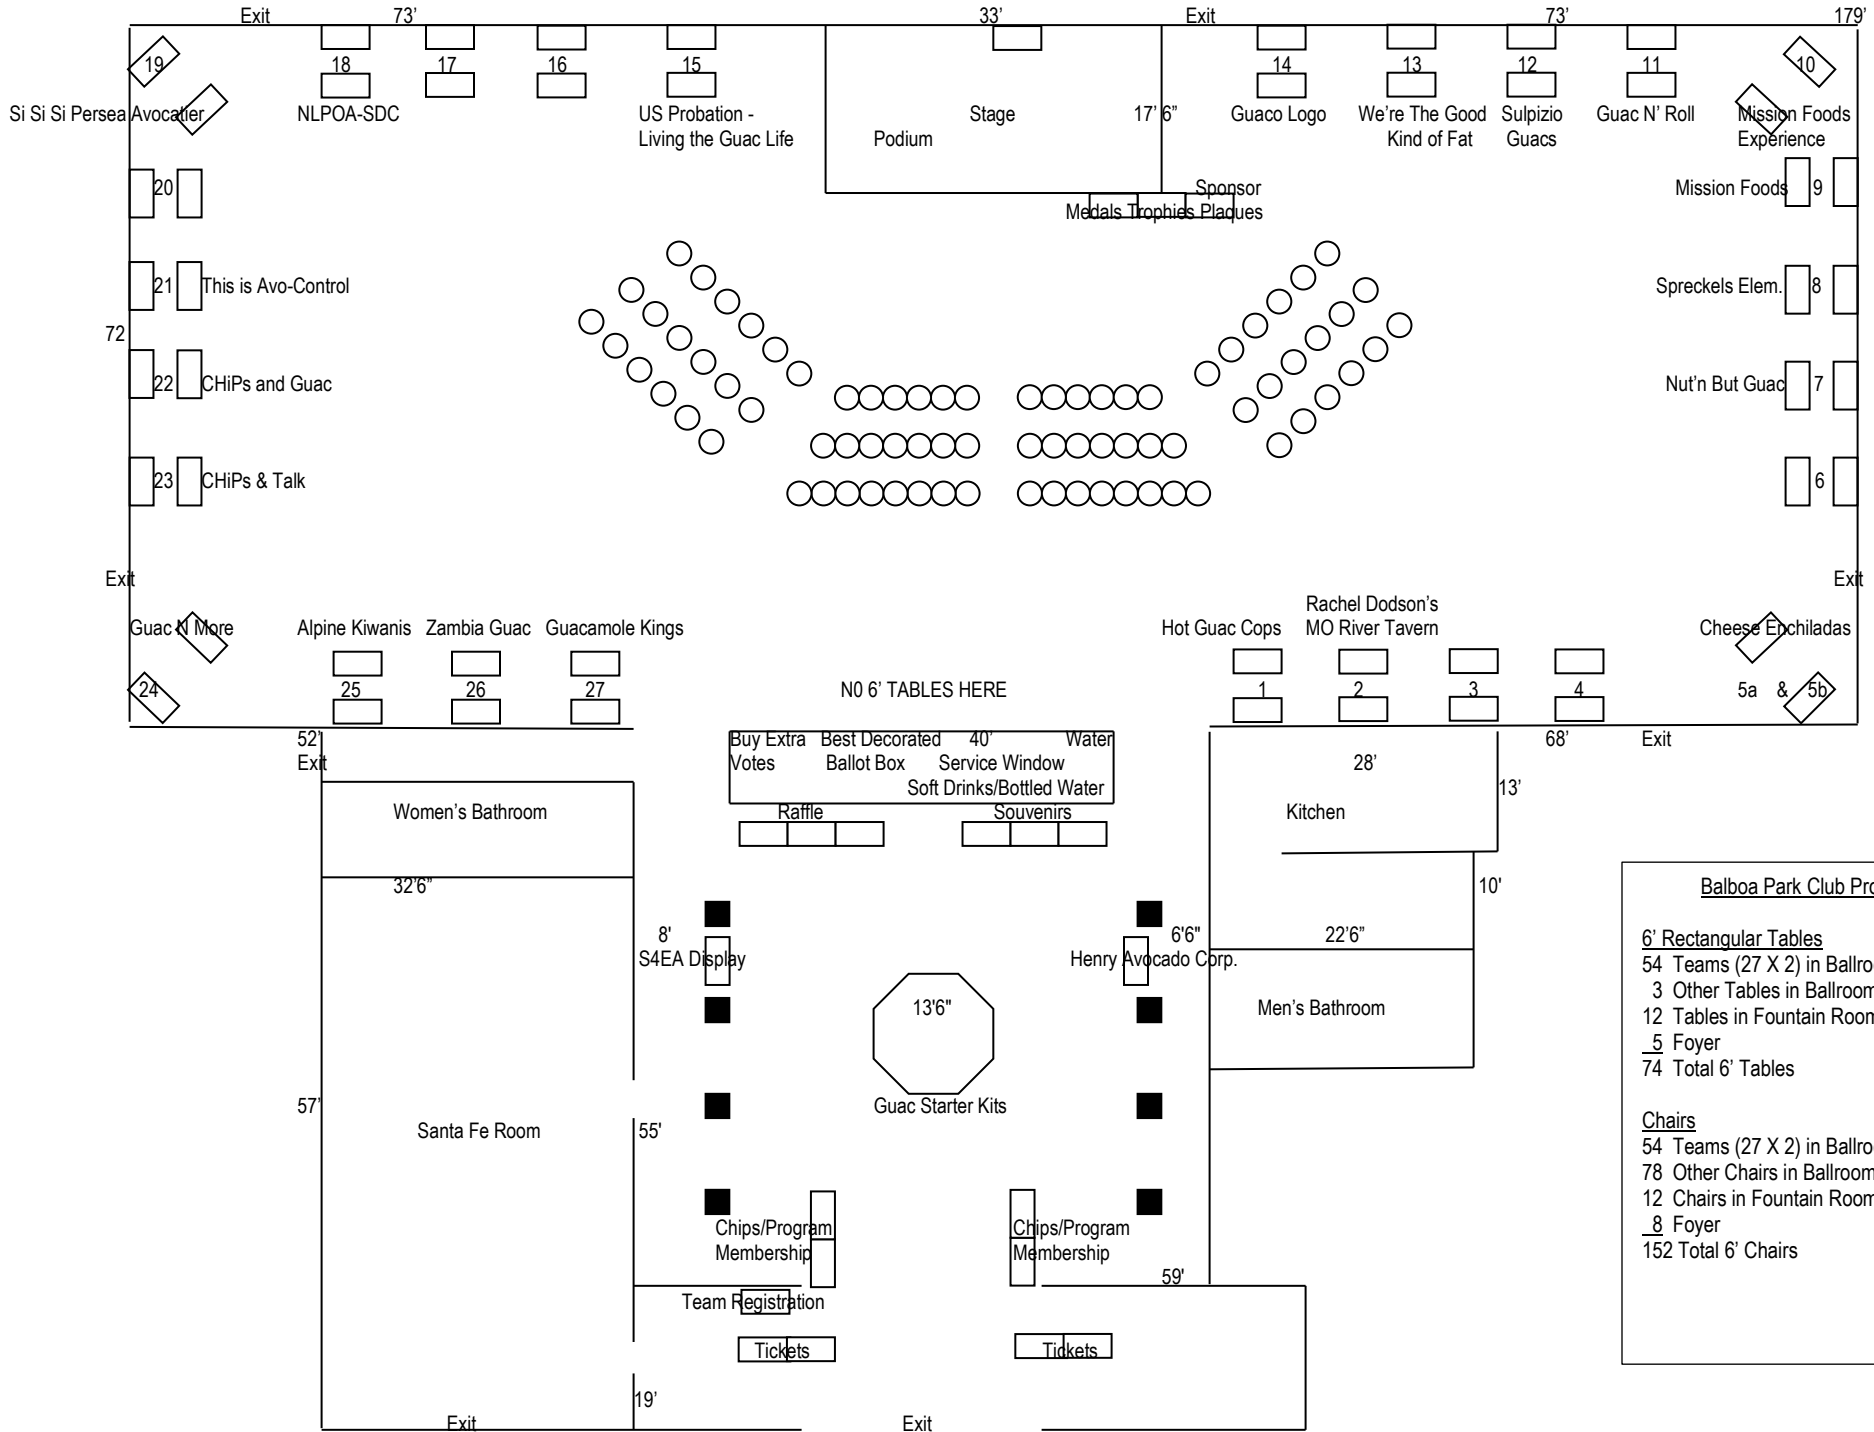 Exit 73’ 33’ Exit 73’ 179’
19 18 17 16 15 14 13 12 11 10
Si Si Si Persea Avocatier
NLPOA-SDC
US Probation -
Living the Guac Life
Stage
Podium
17’ 6”
Guaco Logo
We’re The Good
Kind of Fat
Sulpizio
Guacs
Guac N’ Roll
Mission Foods
Experience
20
Sponsor
Medals Trophies Plaques
Mission Foods 9
21 This is Avo-Control
Spreckels Elem. 8
72
22 CHiPs and Guac
Nut’n But Guac 7
23 CHiPs & Talk
6
Exit
Exit
Guac N More
Alpine Kiwanis
Zambia Guac
Guacamole Kings
Hot Guac Cops
Rachel Dodson’s
MO River Tavern
Cheese Enchiladas
24 25 26 27
N0 6’ TABLES HERE
1 2 3 4 5a & 5b
52’
Exit
Buy Extra
Votes
Best Decorated
Ballot Box
40’
Service Window
Water
Soft Drinks/Bottled Water
68’ Exit
28’
13’
Women’s Bathroom
Raffle
Souvenirs
Kitchen
32’6”
10'
8'
S4EA Display
6'6"
Henry Avocado Corp.
22’6”
13'6"
Men’s Bathroom
Guac Starter Kits
57’
Santa Fe Room
55'
Chips/Program
Membership
Chips/Program
Membership
59'
Team Registration
Tickets
Tickets
19’
Exit
Exit
Balboa Park Club
6’ Rectangular Tables
54 Teams (27 X 2) in
3 Other Tables in Ballroom
12 Tables in Fountain
5 Foyer
74 Total 6’ Tables
Chairs
54 Teams (27 X 2) in
78 Other Chairs in Ballroom
12 Chairs in Fountain
8 Foyer
152 Total 6’ Chairs